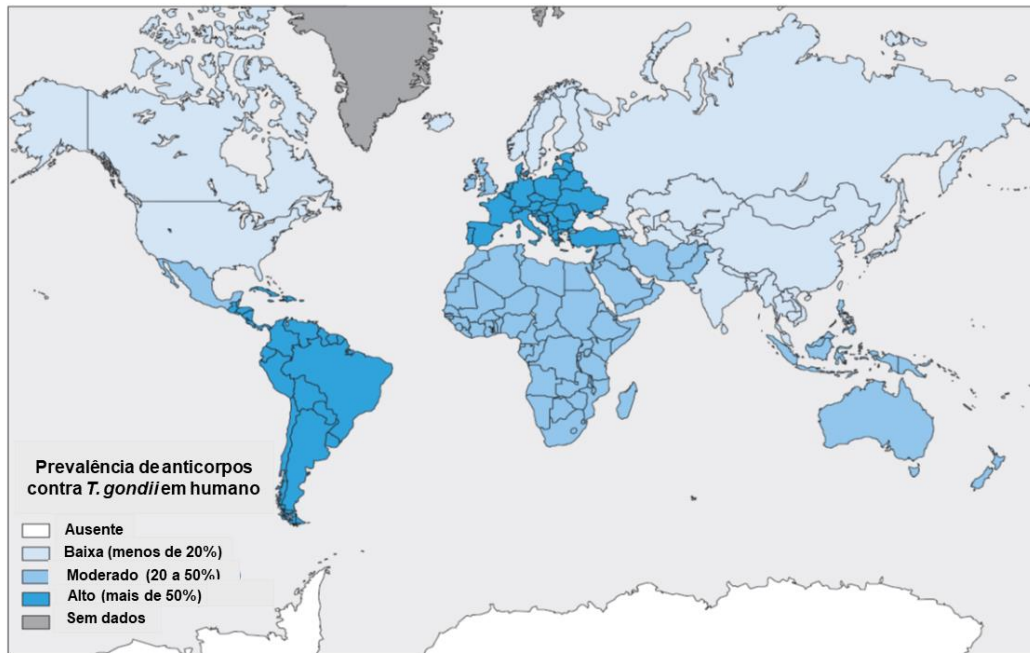 Prevalência de anticorpos
contra T. gondii em humano
Ausente
Baixa (menos de 20%)
Moderado (20 a 50% )
Alto (mais de 50%)
Sem dados